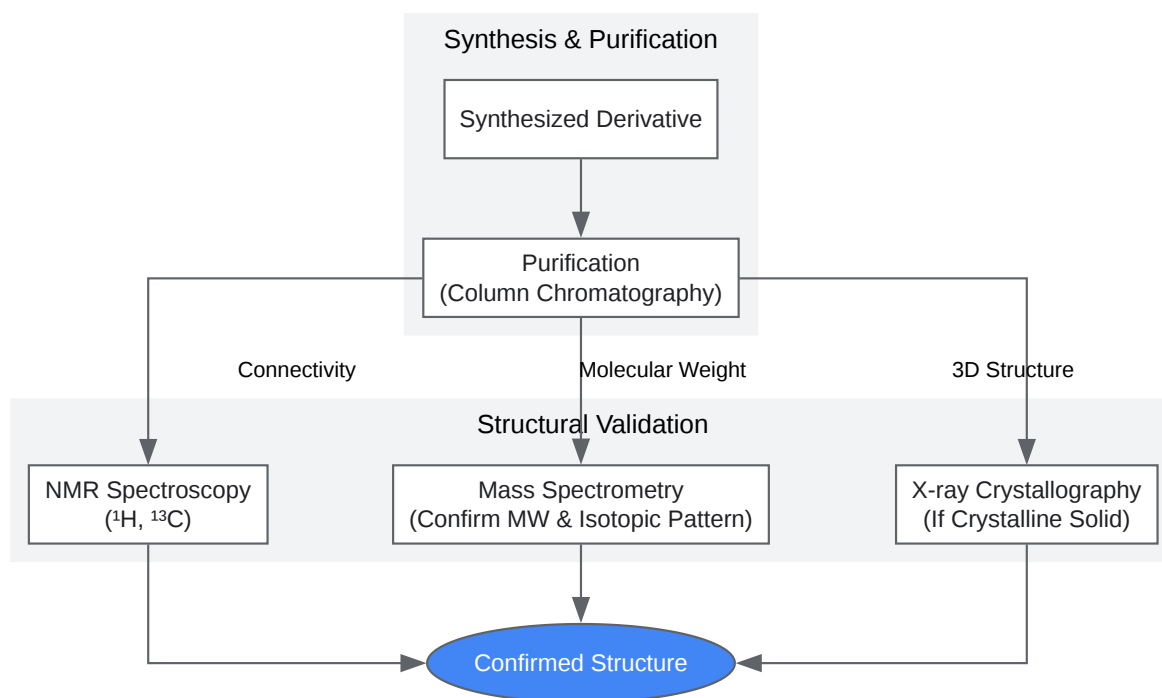 Synthesis & Purification
Synthesized Derivative
Purification
(Column Chromatography)
Connectivity
Molecular Weight
3D Structure
Structural Validation
NMR Spectroscopy
(¹H, ¹³C)
Mass Spectrometry
(Confirm MW & Isotopic Pattern)
X-ray Crystallography
(If Crystalline Solid)
Confirmed Structure